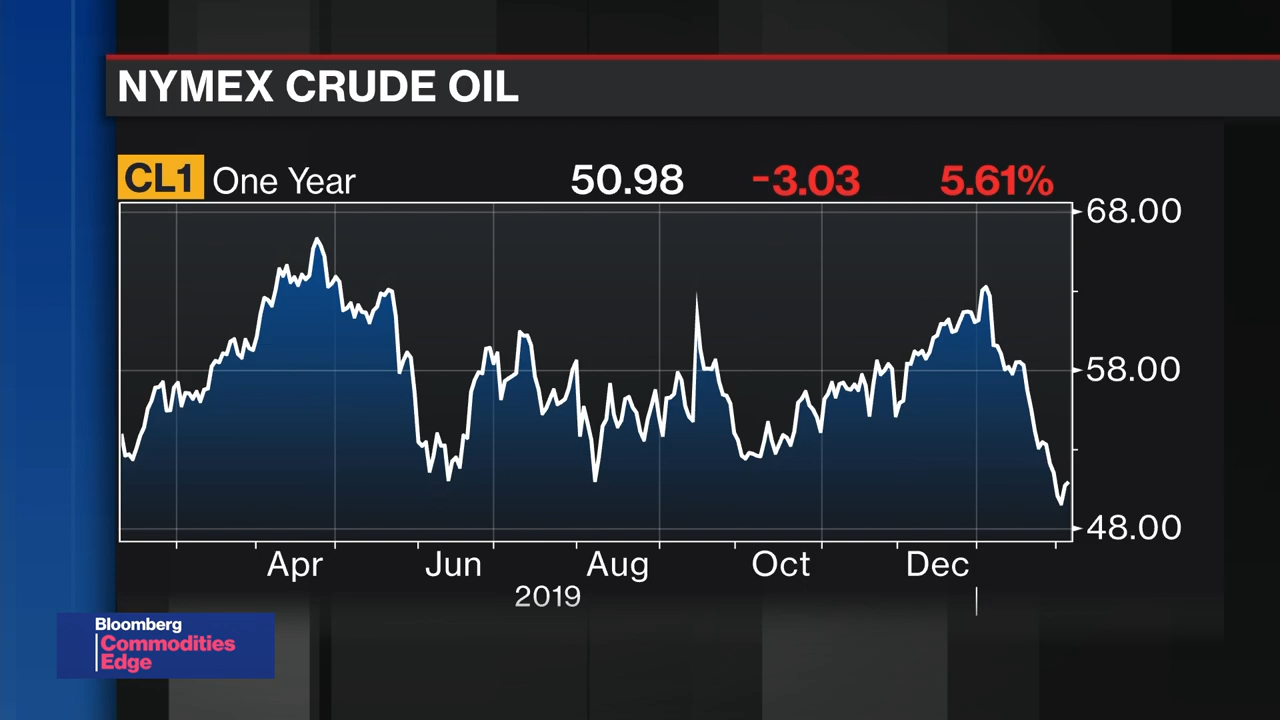 NYMEX CRUDE OIL
CL1 One Year 50.98 -3.03 5.61%
68.00
58.00
48.00
Apr Jun Aug Oct Dec
2019
Bloomberg
Commodities
Edge